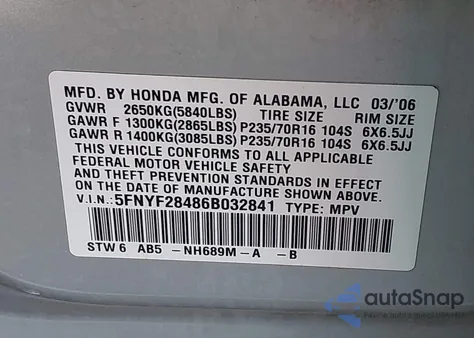 MFD. BY HONDA MFG. OF ALABAMA, LLC 03/'06
GVWR 2650KG(5840LBS) TIRE SIZE RIM SIZE
GAWR F 1300KG(2865LBS) P235/70R16 104S 6X6.5JJ
GAWR R 1400KG(3085LBS) P235/70R16 104S 6X6.5JJ
THIS VEHICLE CONFORMS TO ALL APPLICABLE
FEDERAL MOTOR VEHICLE SAFETY
AND THEFT PREVENTION STANDARDS IN EFFECT
ON THE DATE OF MANUFACTURE SHOWN ABOVE.
V.I.N.: 5FNYF28486B032841 TYPE: MPV
STW 6 AB5 -NH689M-A -B
autoSnap